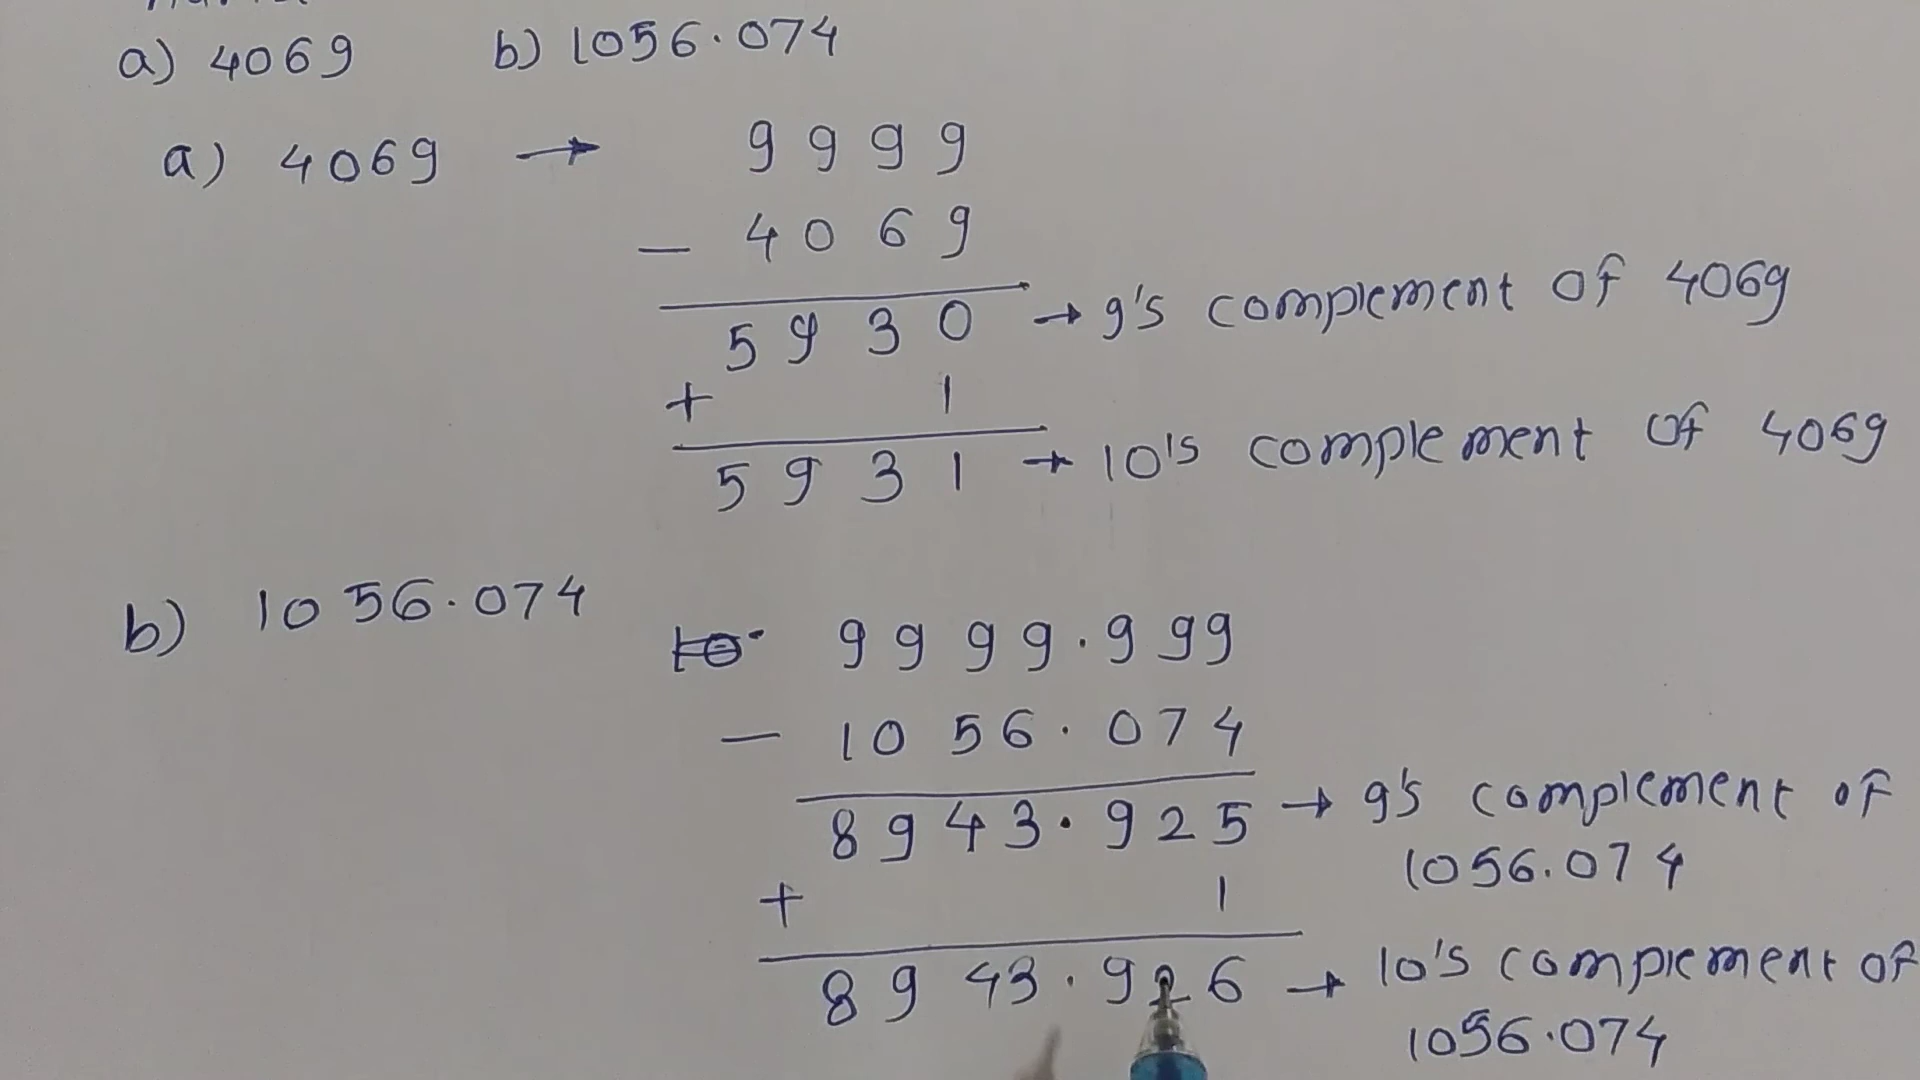 a) 4069 b) 1056.074
a) 4069 → 9999
- 4069
5930 → 9's complement of 4069
+ 1
5931 → 10's complement of 4069
b) 1056.074
9999.999
- 1056.074
8943.925 → 9's complement of
1056.074
+ 1
8943.926 → 10's complement of
1056.074